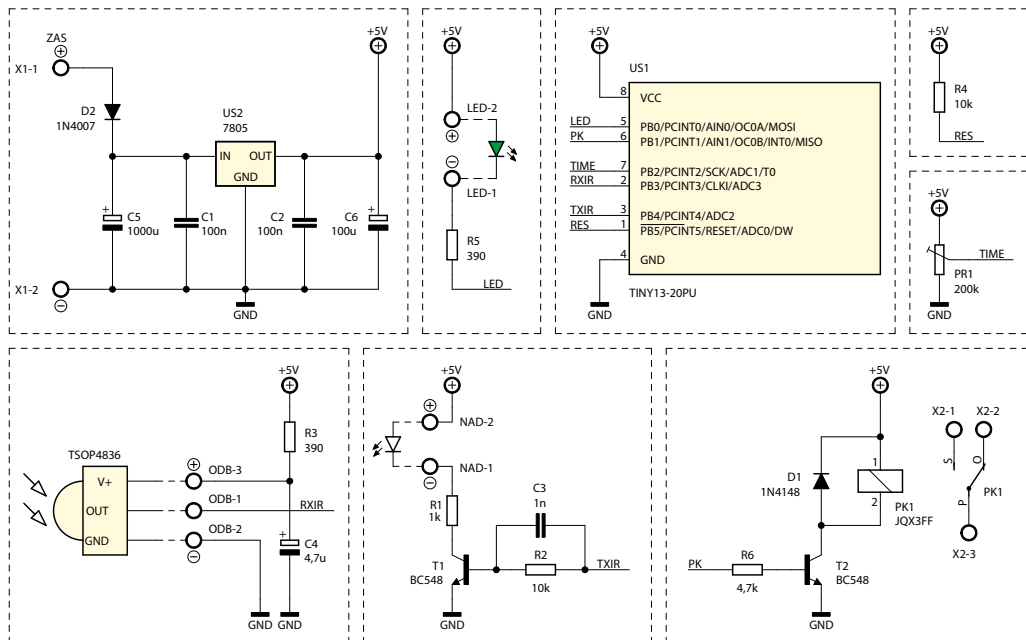 ZAS
X1-1
D2
1N4007
US2
7805
IN OUT
GND
+5V
C5
1000u
C1
100n
C2
100n
C6
100u
X1-2
GND
+5V
LED-2
LED-1
R5
390
LED
+5V
US1
8 VCC
LED 5 PB0/PCINT0/AIN0/OC0A/MOSI
PK 6 PB1/PCINT1/AIN1/OC0B/INT0/MISO
TIME 7 PB2/PCINT2/SCK/ADC1/T0
RXIR 2 PB3/PCINT3/CLKI/ADC3
TXIR 3 PB4/PCINT4/ADC2
RES 1 PB5/PCINT5/RESET/ADC0/DW
4 GND
TINY13-20PU
GND
+5V
R4
10k
RES
+5V
TIME
PR1
200k
GND
+5V
R3
390
TSOP4836
V+
OUT
GND
ODB-3
ODB-1
RXIR
ODB-2
C4
4,7u
GND GND
+5V
NAD-2
NAD-1
R1
1k
C3
1n
R2
10k
TXIR
T1
BC548
GND
+5V
D1
1N4148
1
2
PK1
JQX3FF
X2-1 X2-2
S O
P
PK1
X2-3
PK
R6
4,7k
T2
BC548
GND